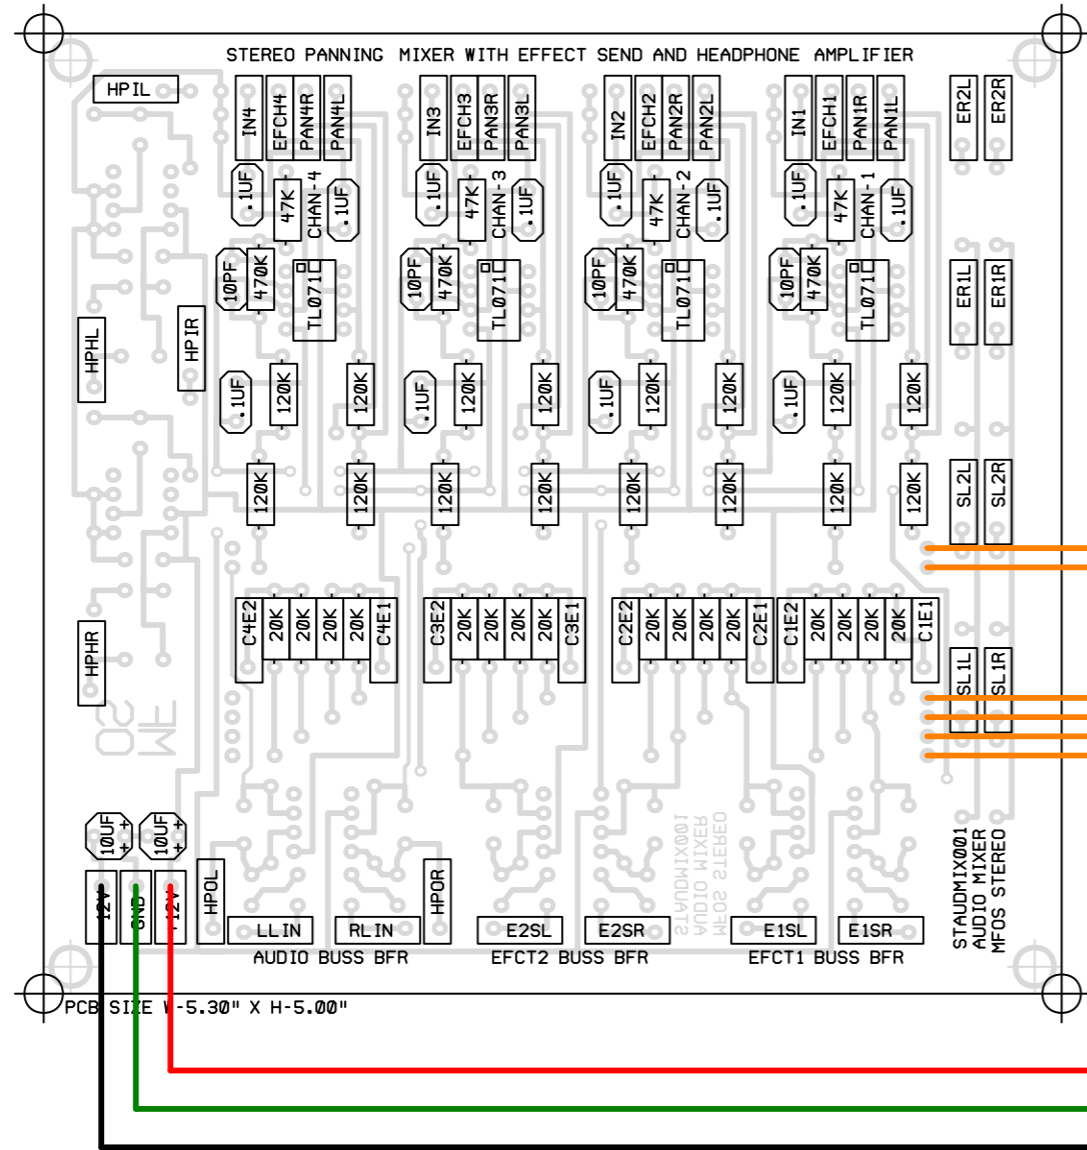 STEREO PANNING MIXER WITH EFFECT SEND AND HEADPHONE AMPLIFIER
HPIL
IN4
EFCH4
PAN4R
PAN4L
IN3
EFCH3
PAN3R
PAN3L
IN2
EFCH2
PAN2R
PAN2L
IN1
EFCH1
PAN1R
PAN1L
ER2L
ER2R
.1UF
47K
CHAN-4
.1UF
.1UF
47K
CHAN-3
.1UF
.1UF
47K
CHAN-2
.1UF
.1UF
47K
CHAN-1
.1UF
10PF
470K
TL071
10PF
470K
TL071
10PF
470K
TL071
10PF
470K
TL071
ER1L
ER1R
HPHL
HPIR
.1UF
120K
120K
.1UF
120K
120K
.1UF
120K
120K
.1UF
120K
120K
120K
120K
120K
120K
120K
120K
120K
120K
SL2L
SL2R
HPHR
C4E2
20K
20K
20K
20K
C4E1
C3E2
20K
20K
20K
20K
C3E1
C2E2
20K
20K
20K
20K
C2E1
C1E2
20K
20K
20K
20K
C1E1
SL1L
SL1R
MF
OS
10UF
+
10UF
+
-12V
GND
+12V
HPOL
LLIN
RLIN
HPOR
E2SL
E2SR
E1SL
E1SR
AUDIO BUSS BFR
EFCT2 BUSS BFR
EFCT1 BUSS BFR
STAUDMIX001
AUDIO MIXER
MFOS STEREO
STAUDMIX001
AUDIO MIXER
MFOS STEREO
PCB SIZE W-5.30" X H-5.00"